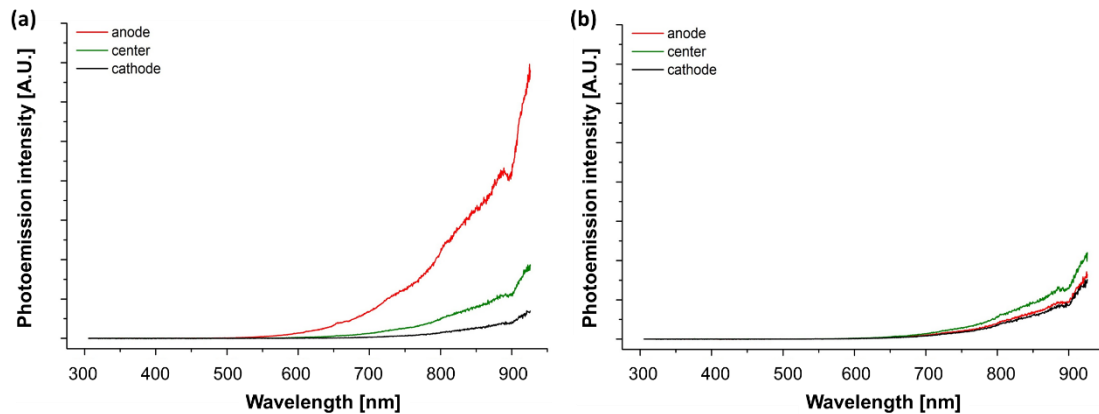 (a)
anode
center
cathode
Photoemission intensity [A.U.]
300 400 500 600 700 800 900
Wavelength [nm]
(b)
anode
center
cathode
Photoemission intensity [A.U.]
300 400 500 600 700 800 900
Wavelength [nm]